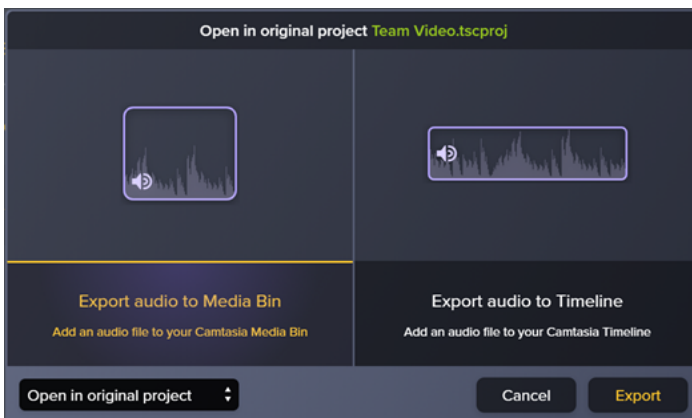 Open in original project Team Video.tscproj
Export audio to Media Bin
Add an audio file to your Camtasia Media Bin
Export audio to Timeline
Add an audio file to your Camtasia Timeline
Open in original project
Cancel
Export